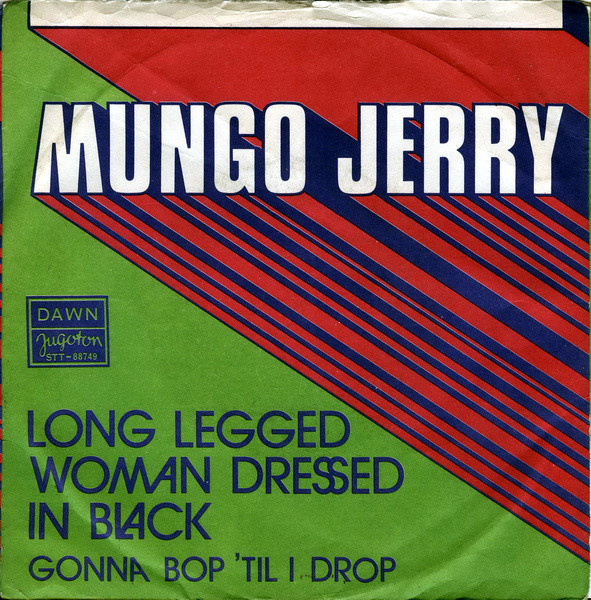 MUNGO JERRY
DAWN
Jugoton
STT-88749
LONG LEGGED
WOMAN DRESSED
IN BLACK
GONNA BOP 'TIL I DROP